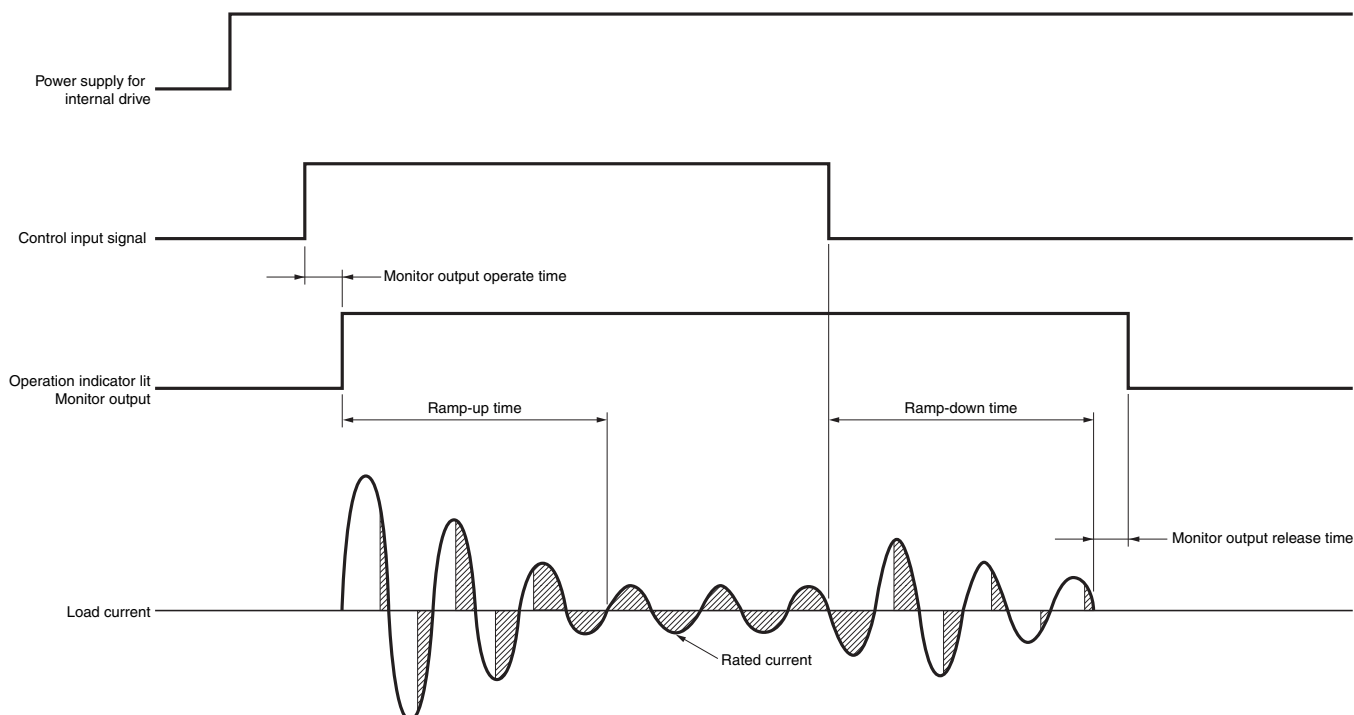 Power supply for
internal drive
Control input signal
Monitor output operate time
Operation indicator lit
Monitor output
Ramp-up time
Ramp-down time
Monitor output release time
Load current
Rated current